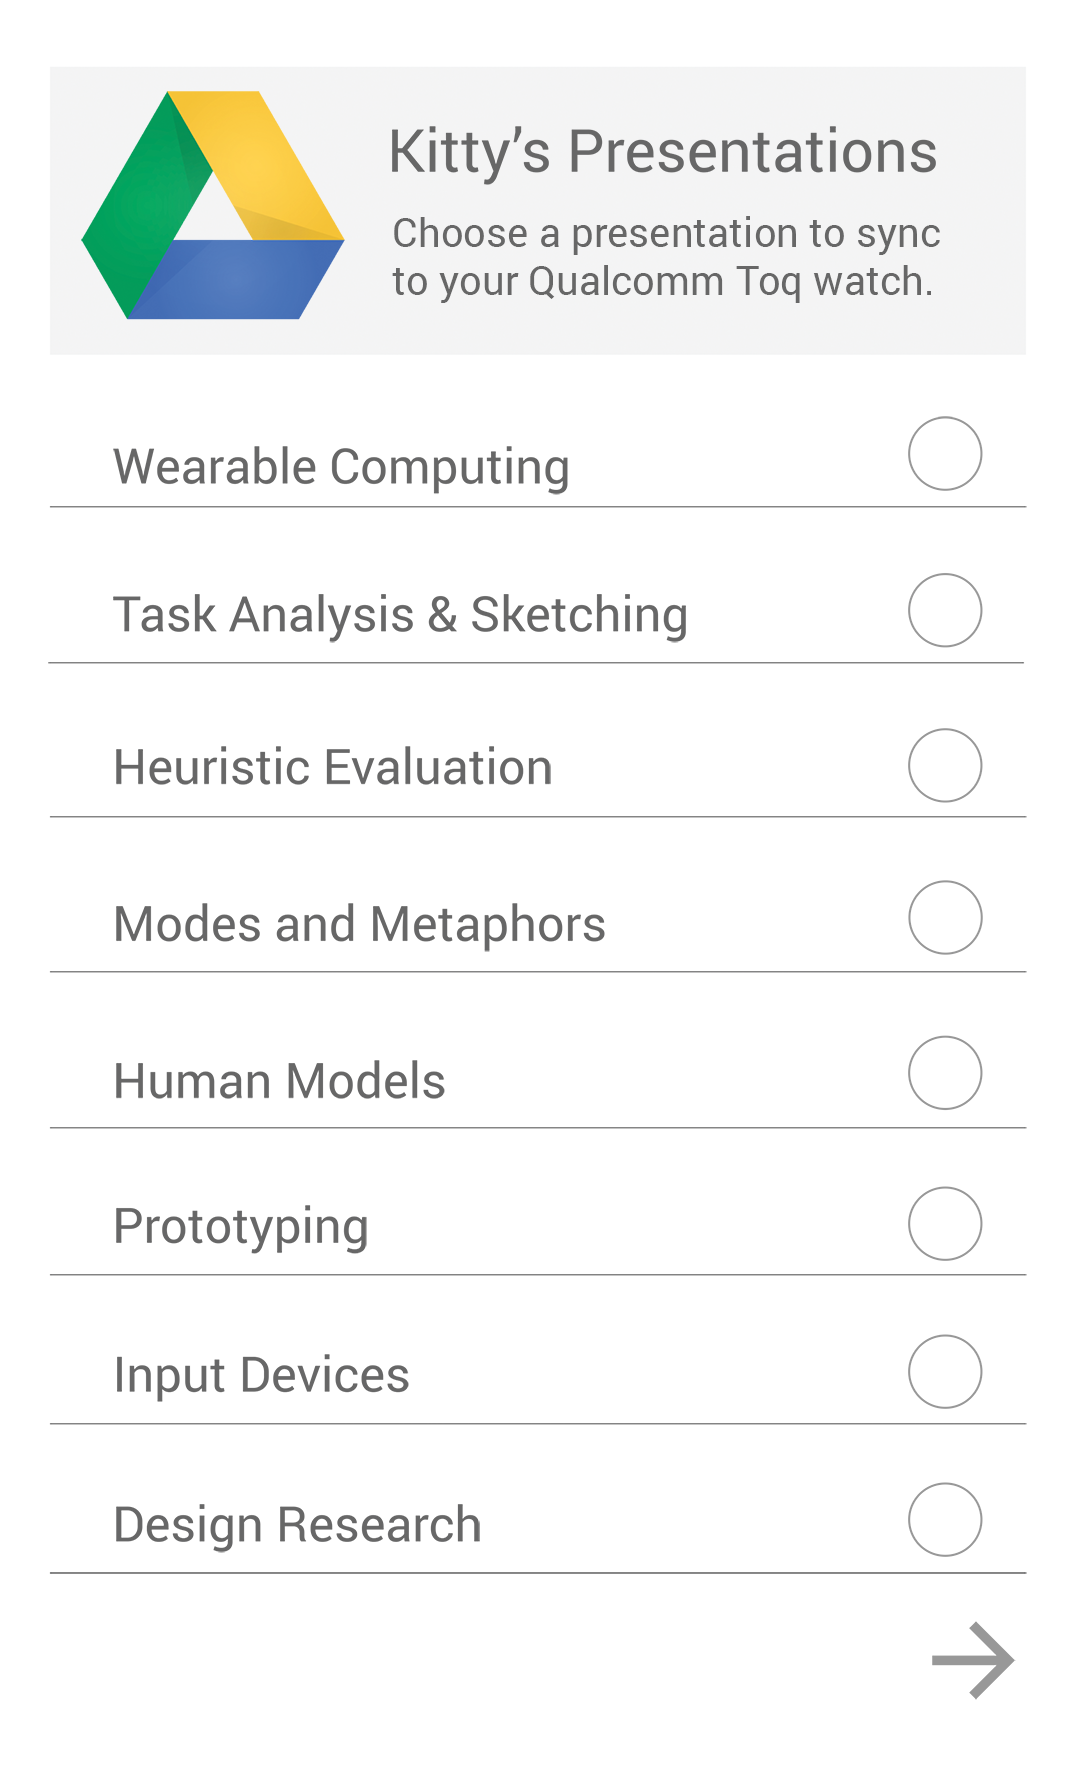 Kitty’s Presentations
Choose a presentation to sync
to your Qualcomm Toq watch.
Wearable Computing
Task Analysis & Sketching
Heuristic Evaluation
Modes and Metaphors
Human Models
Prototyping
Input Devices
Design Research